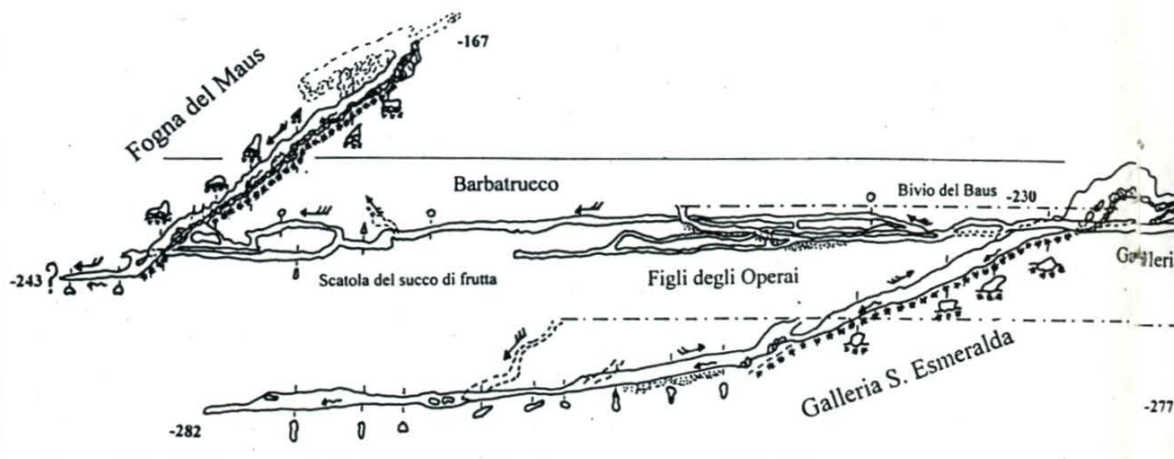 -167
Fogna del Maus
Barbatrucco
Bivio del Baus
-230
-243 ?
Scatola del succo di frutta
Figli degli Operai
Galleri
Galleria S. Esmeralda
-282
-277